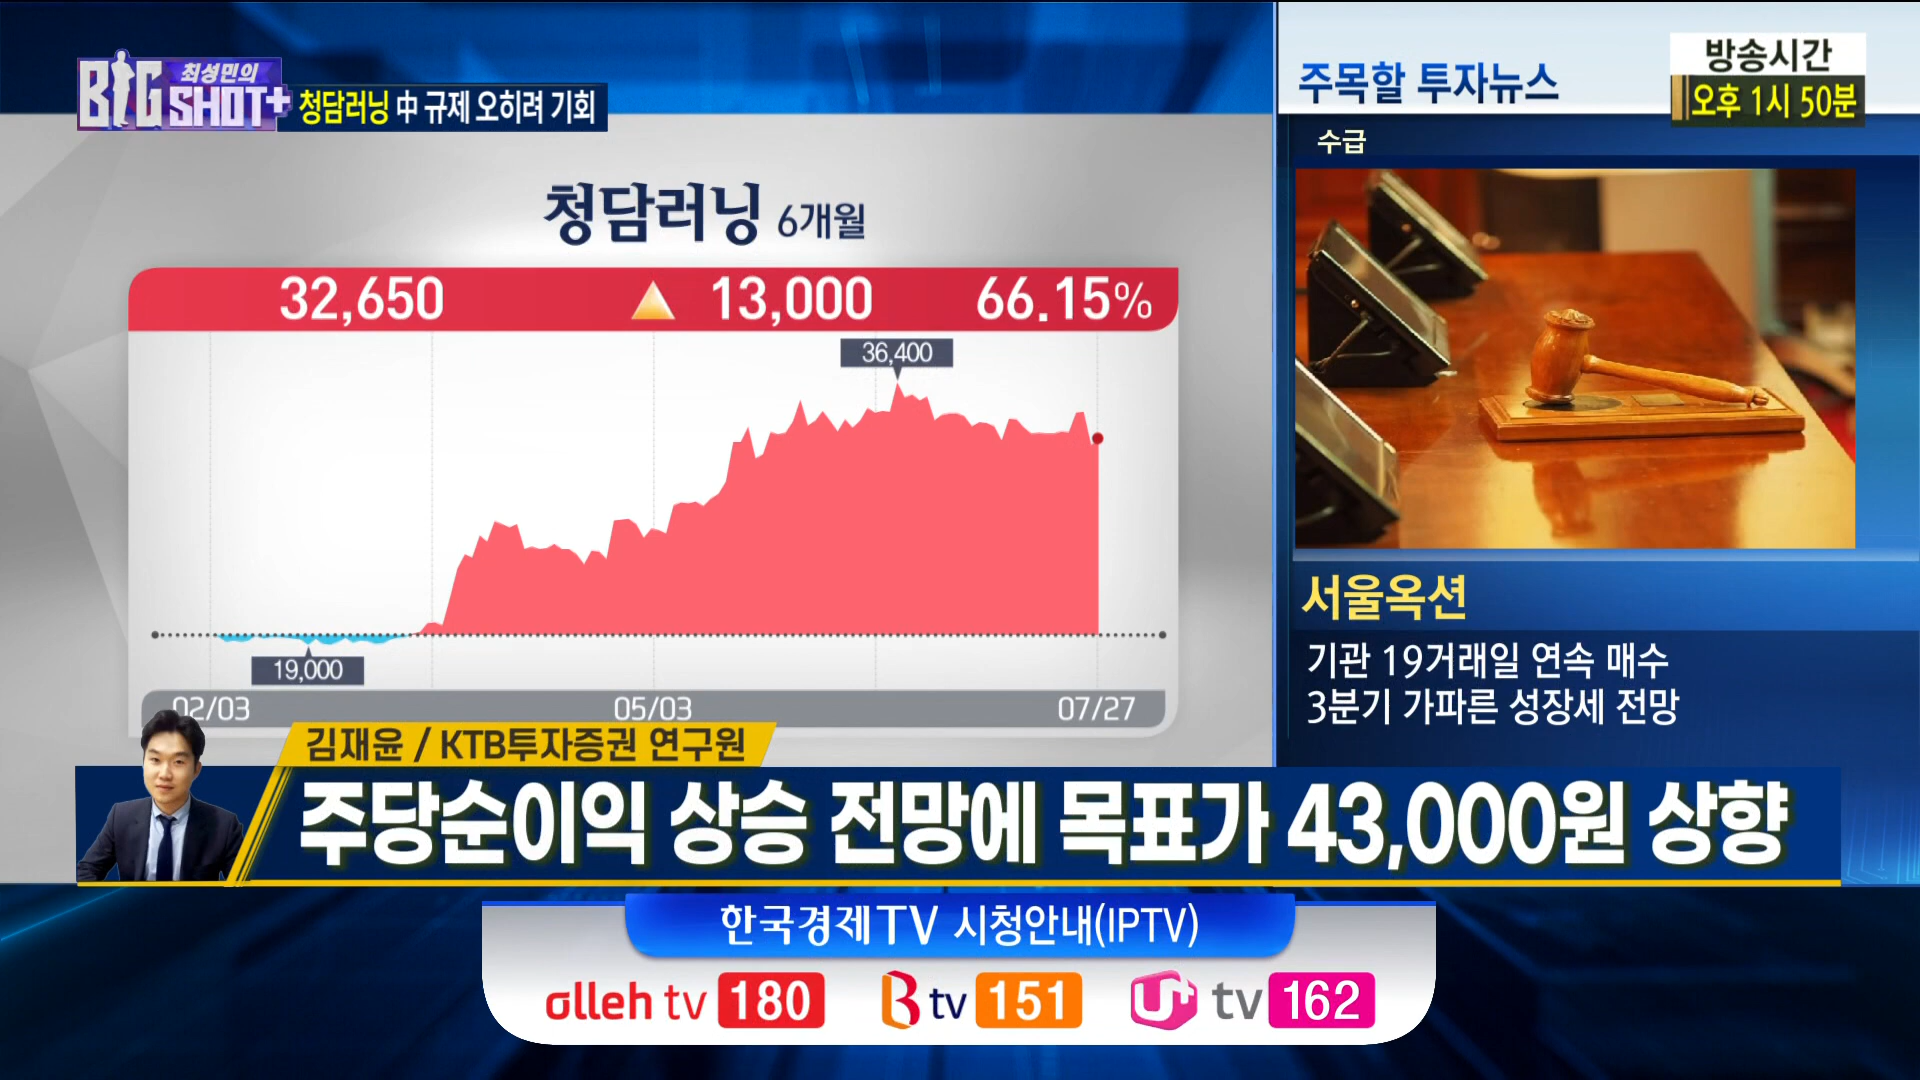 BIG SHOT+
최성민의
청담러닝 中 규제 오히려 기회
청담러닝 6개월
32,650 ▲ 13,000 66.15%
36,400
19,000
02/03 05/03 07/27
주목할 투자뉴스
방송시간
오후 1시 50분
수급
서울옥션
기관 19거래일 연속 매수
3분기 가파른 성장세 전망
김재윤 / KTB투자증권 연구원
주당순이익 상승 전망에 목표가 43,000원 상향
한국경제TV 시청안내(IPTV)
olleh tv 180 B tv 151 U+ tv 162